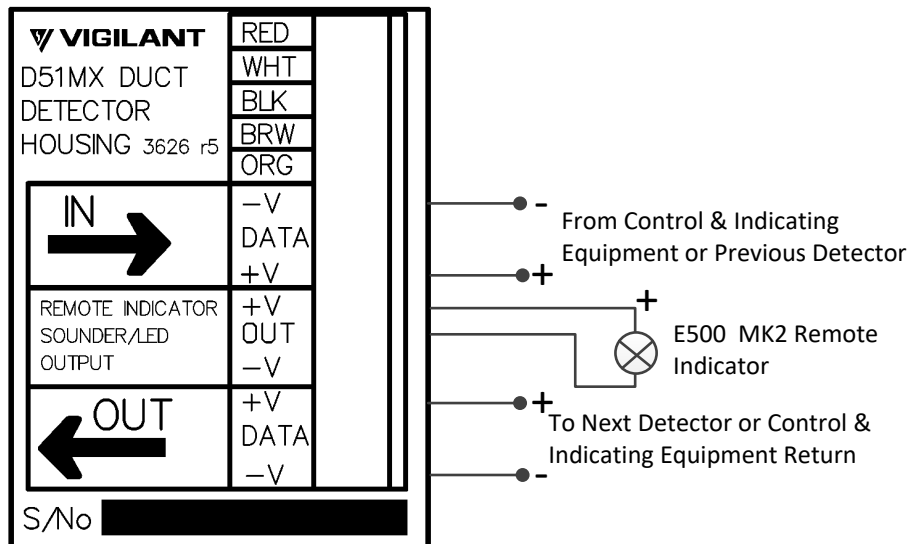 VIGILANT
D51MX DUCT
DETECTOR
HOUSING 3626 r5
RED
WHT
BLK
BRW
ORG
IN
−V
DATA
+V
REMOTE INDICATOR
SOUNDER/LED
OUTPUT
+V
OUT
−V
OUT
+V
DATA
−V
S/No
-
From Control & Indicating
Equipment or Previous Detector
+
+
E500 MK2 Remote
Indicator
+
To Next Detector or Control &
Indicating Equipment Return
-